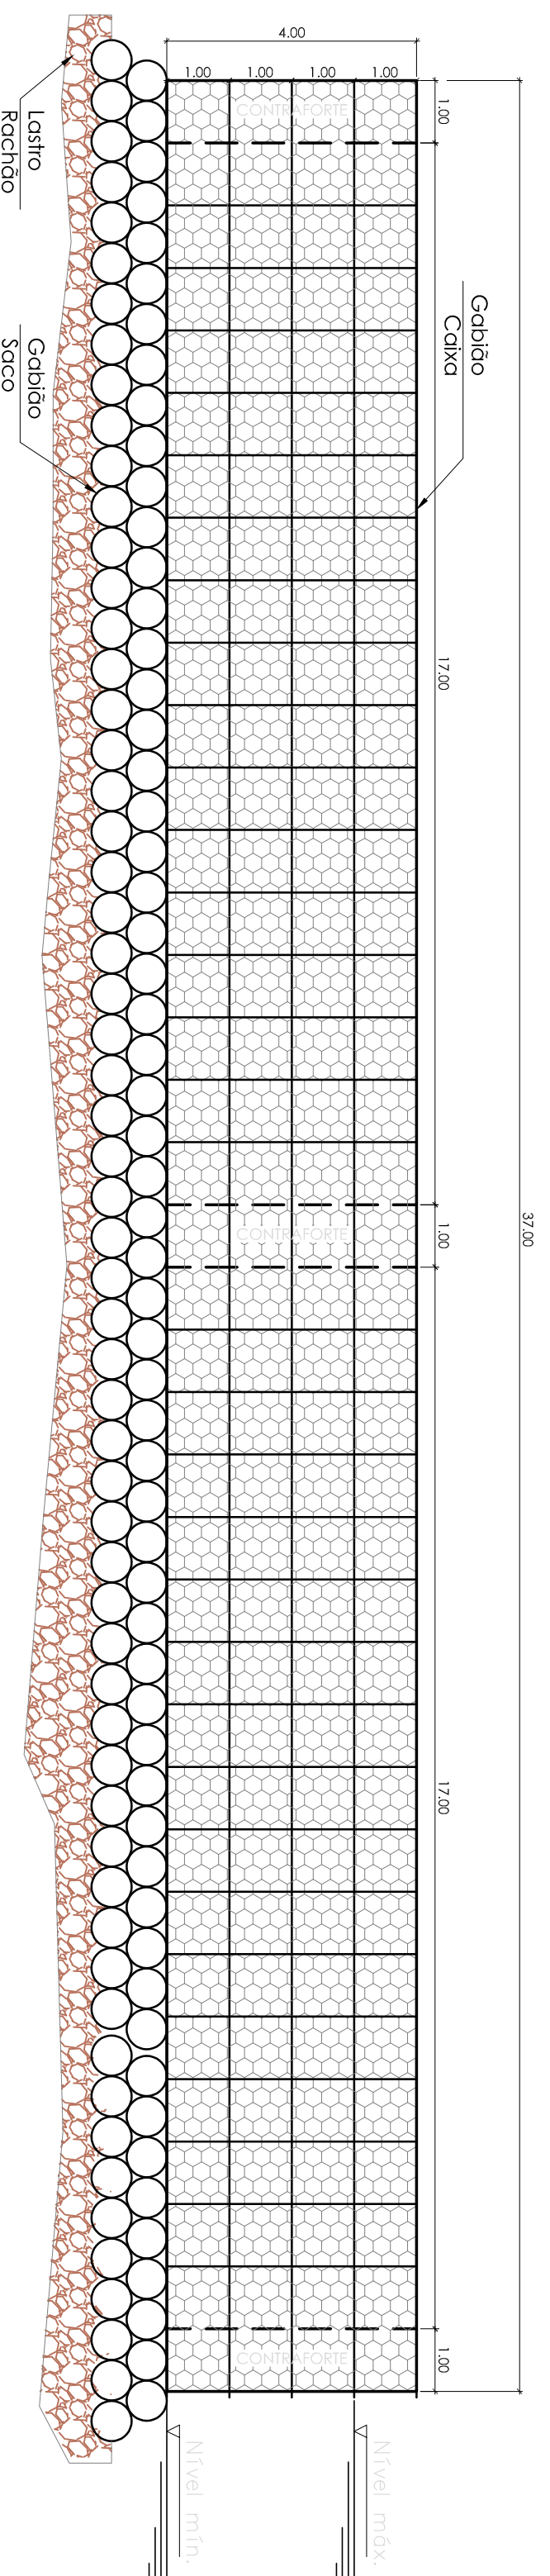 37.00
1.00
17.00
1.00
17.00
1.00
Gabião
Caixa
4.00
1.00
1.00
1.00
1.00
CONTRAFORTE
CONTRAFORTE
CONTRAFORTE
Nível máx.
Nível mín.
Lastro
Rachão
Gabião
Saco